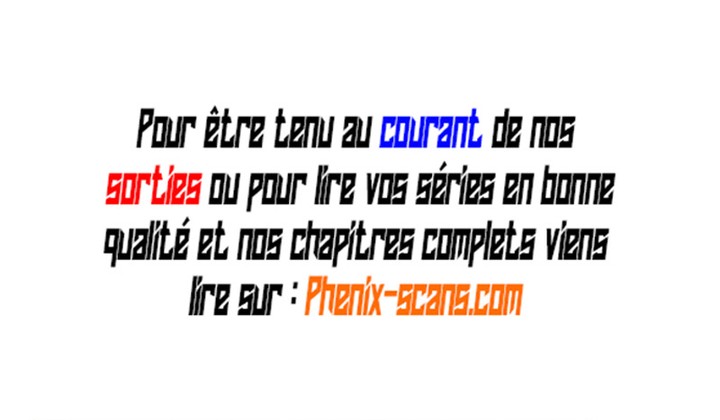 Pour être tenu au courant de nos
sorties ou pour lire vos séries en bonne
qualité et nos chapitres complets viens
lire sur : Phenix-scans.com